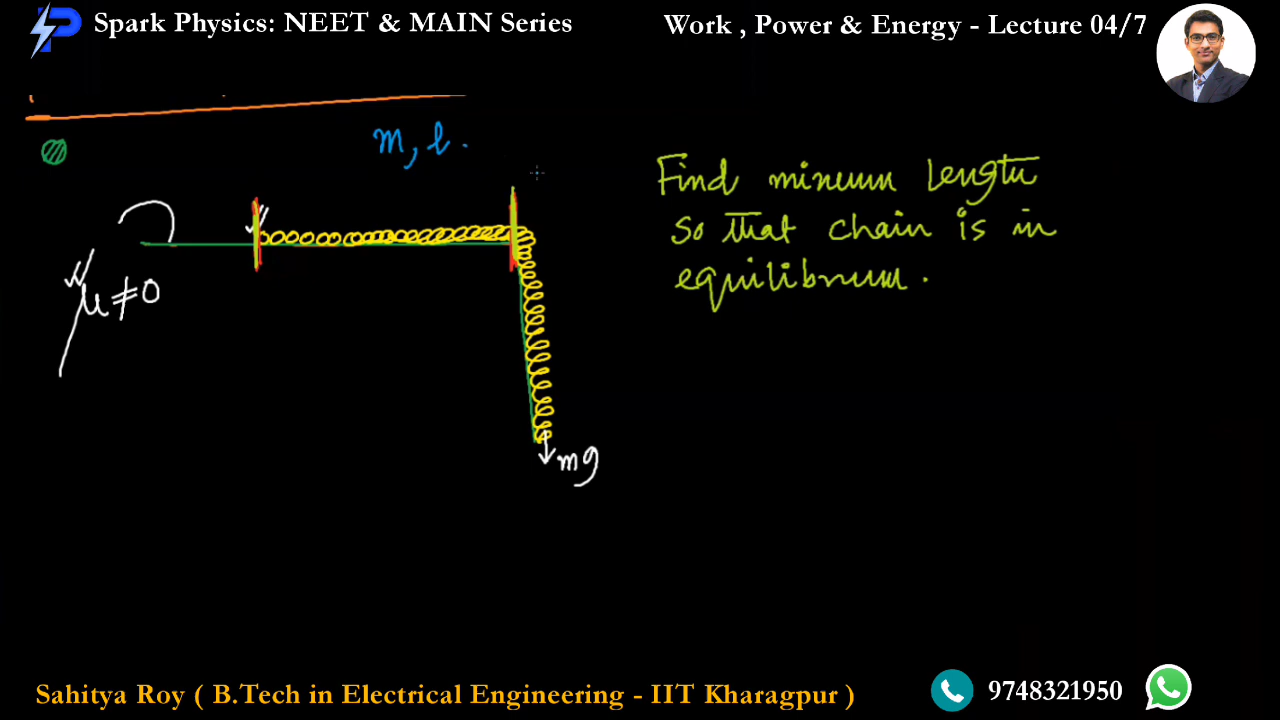 Spark Physics: NEET & MAIN Series
Work , Power & Energy - Lecture 04/7
m, l.
Find minimum length
so that chain is in
equilibrium.
μ ≠ 0
mg
Sahitya Roy ( B.Tech in Electrical Engineering - IIT Kharagpur )
9748321950